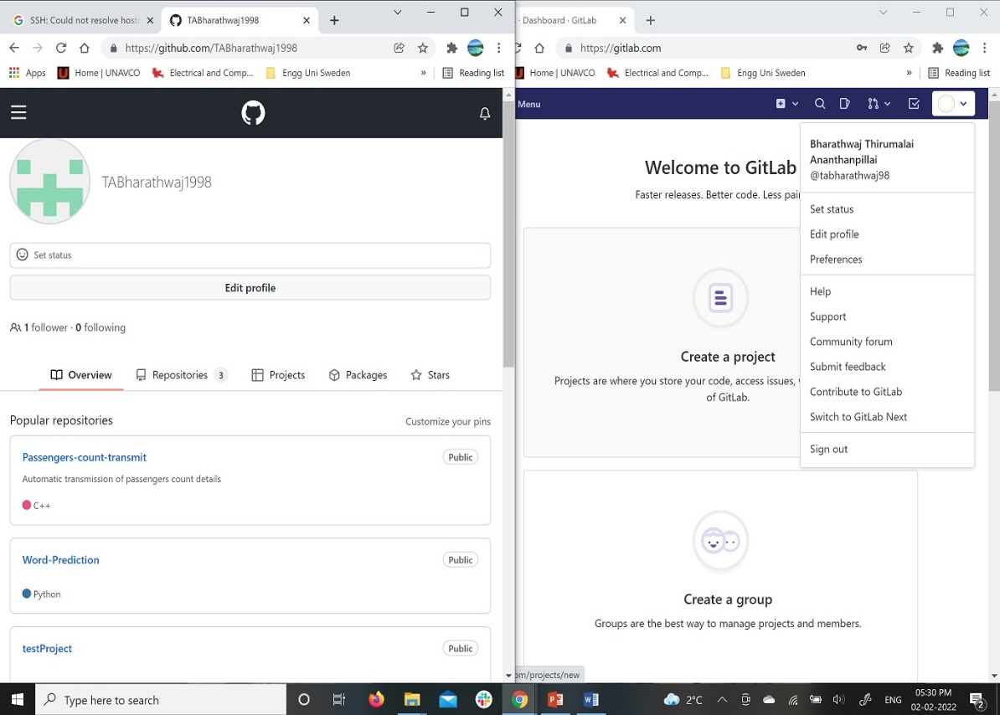 SSH: Could not resolve host
TABharathwaj1998
https://github.com/TABharathwaj1998
Apps
Home | UNAVCO
Electrical and Comp...
Engg Uni Sweden
»
Reading list
TABharathwaj1998
Set status
Edit profile
1 follower · 0 following
Overview
Repositories 3
Projects
Packages
Stars
Popular repositories
Customize your pins
Passengers-count-transmit
Public
Automatic transmission of passengers count details
C++
Word-Prediction
Public
Python
testProject
Public
· Dashboard · GitLab
https://gitlab.com
Home | UNAVCO
Electrical and Comp...
Engg Uni Sweden
»
Reading list
Menu
Welcome to GitLab
Faster releases. Better code. Less pain
Create a project
Projects are where you store your code, access issues,
of GitLab.
Create a group
Groups are the best way to manage projects and members.
om/projects/new
Bharathwaj Thirumalai
Ananthanpillai
@tabharathwaj98
Set status
Edit profile
Preferences
Help
Support
Community forum
Submit feedback
Contribute to GitLab
Switch to GitLab Next
Sign out
Type here to search
2°C
ENG
05:30 PM
02-02-2022
2